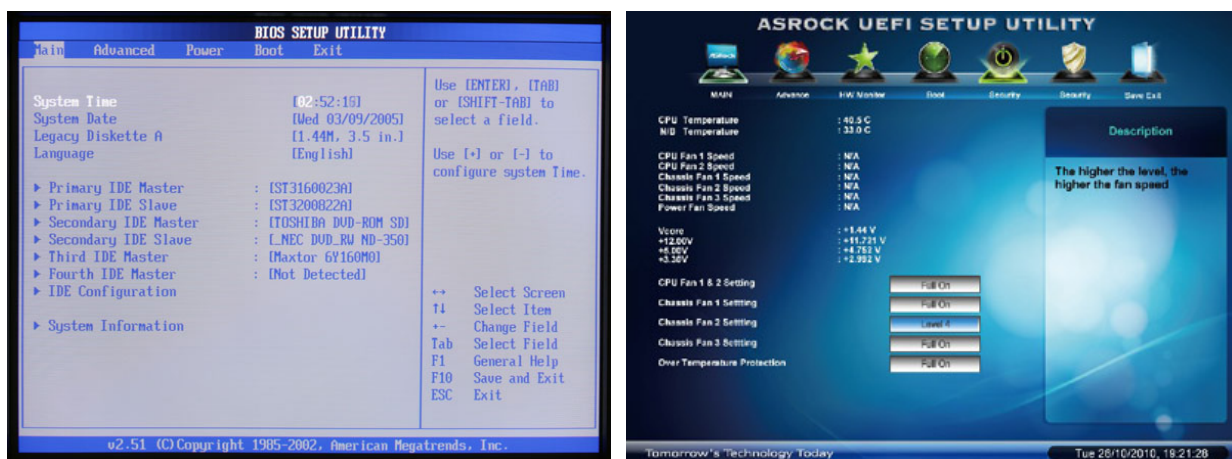 BIOS SETUP UTILITY
Main Advanced Power Boot Exit
System Time [02:52:16]
System Date [Wed 03/09/2005]
Legacy Diskette A [1.44M, 3.5 in.]
Language [English]
▶ Primary IDE Master : [ST3160023A]
▶ Primary IDE Slave : [ST3200822A]
▶ Secondary IDE Master : [TOSHIBA DVD-ROM SD]
▶ Secondary IDE Slave : [_NEC DVD_RW ND-350]
▶ Third IDE Master : [Maxtor 6Y160M0]
▶ Fourth IDE Master : [Not Detected]
▶ IDE Configuration
▶ System Information
Use [ENTER], [TAB]
or [SHIFT-TAB] to
select a field.
Use [+] or [-] to
configure system Time.
↔ Select Screen
↑↓ Select Item
+- Change Field
Tab Select Field
F1 General Help
F10 Save and Exit
ESC Exit
v2.51 (C)Copyright 1985-2002, American Megatrends, Inc.
ASROCK UEFI SETUP UTILITY
MAIN Advance HW Monitor Boot Security Security Save Exit
CPU Temperature : 40.5 C
N/B Temperature : 33.0 C
CPU Fan 1 Speed : N/A
CPU Fan 2 Speed : N/A
Chassis Fan 1 Speed : N/A
Chassis Fan 2 Speed : N/A
Chassis Fan 3 Speed : N/A
Power Fan Speed : N/A
Vcore : +1.44 V
+12.00V : +11.721 V
+5.00V : +4.752 V
+3.30V : +2.992 V
CPU Fan 1 & 2 Setting Full On
Chassis Fan 1 Settting Full On
Chassis Fan 2 Settting Level 4
Chassis Fan 3 Settting Full On
Over Temperature Protection Full On
Description
The higher the level, the
higher the fan speed
Tomorrow's Technology Today Tue 26/10/2010, 19:21:28